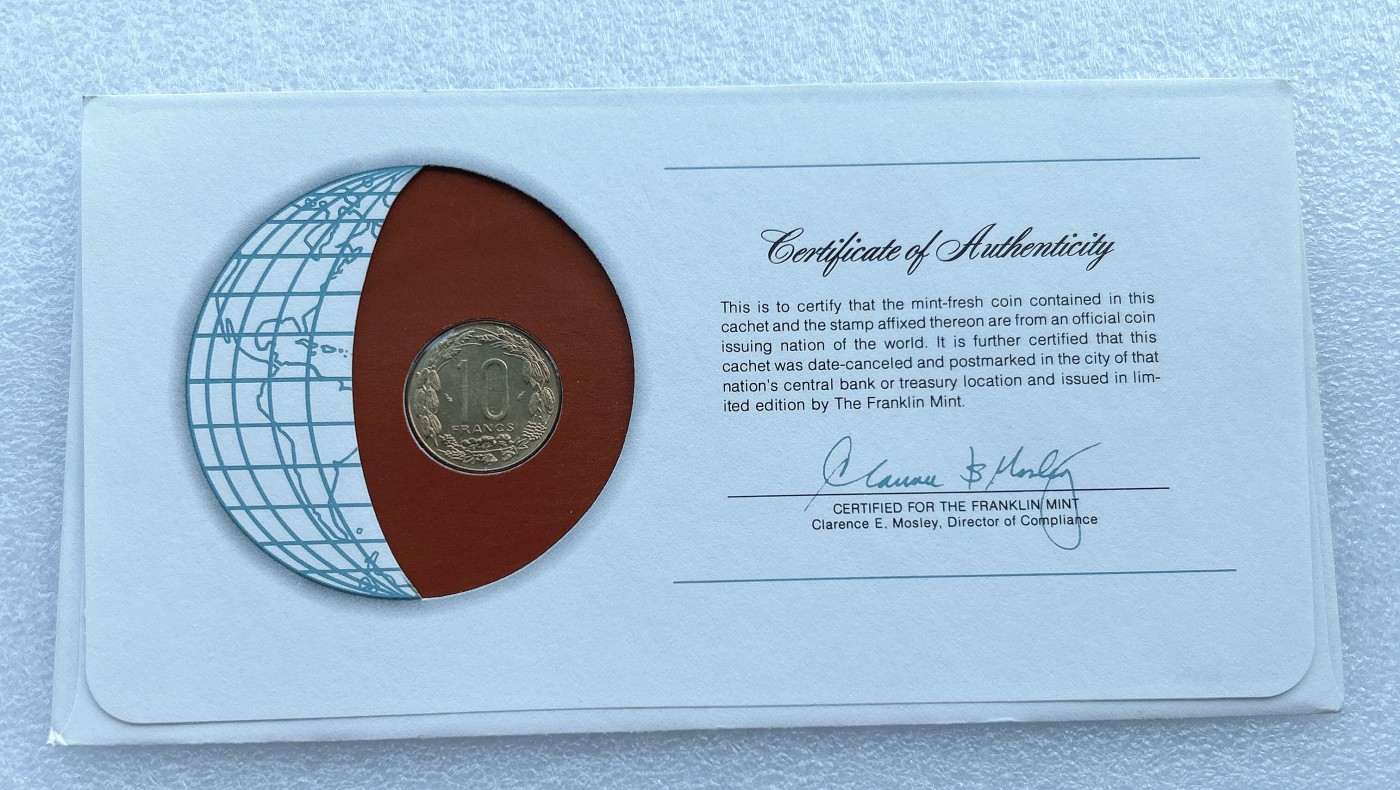 10
FRANCS
Certificate of Authenticity
This is to certify that the mint-fresh coin contained in this
cachet and the stamp affixed thereon are from an official coin
issuing nation of the world. It is further certified that this
cachet was date-canceled and postmarked in the city of that
nation's central bank or treasury location and issued in lim-
ited edition by The Franklin Mint.
CERTIFIED FOR THE FRANKLIN MINT
Clarence E. Mosley, Director of Compliance